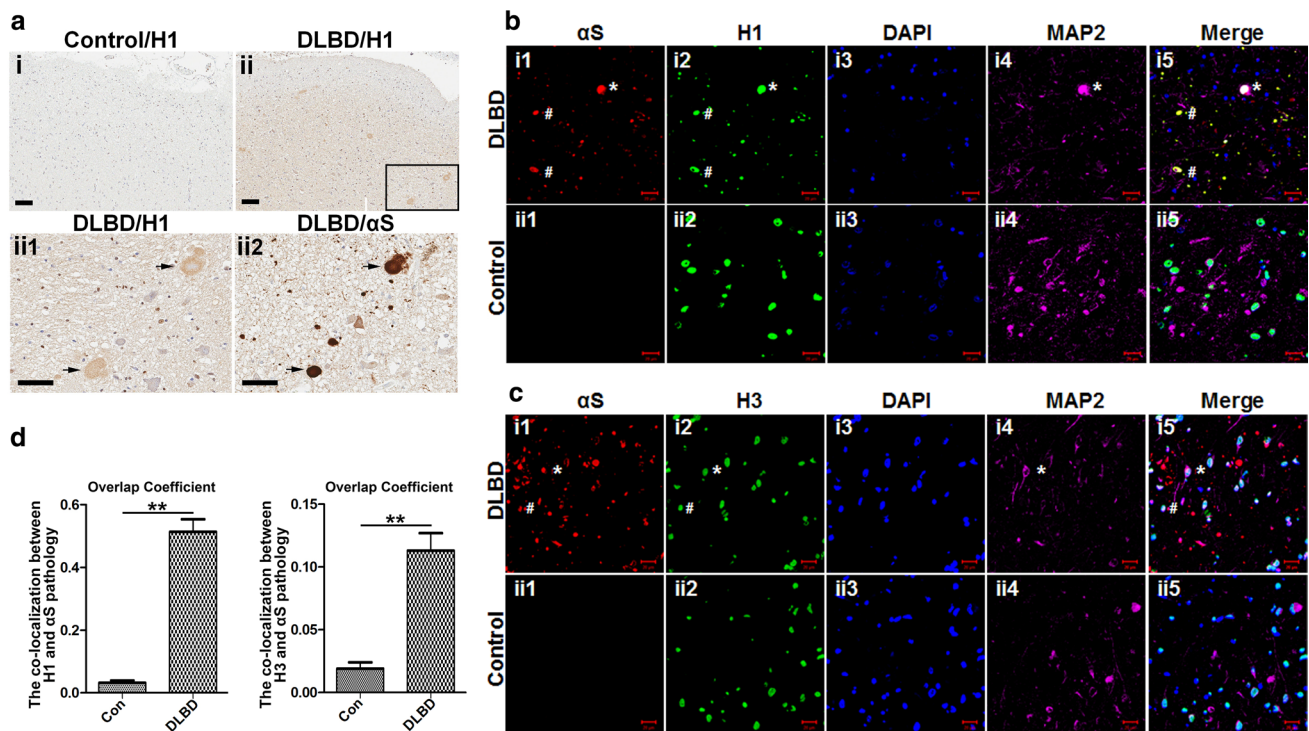 a
Control/H1
DLBD/H1
i
ii
DLBD/H1
DLBD/αS
ii1
ii2
b
αS
H1
DAPI
MAP2
Merge
DLBD
i1
*
#
#
i2
*
#
#
i3
i4
*
i5
*
#
#
Control
ii1
ii2
ii3
ii4
ii5
c
αS
H3
DAPI
MAP2
Merge
DLBD
i1
*
#
i2
*
#
i3
i4
*
i5
*
#
Control
ii1
ii2
ii3
ii4
ii5
d
Overlap Coefficient
The co-localization between
H1 and αS pathology
0.6
0.4
0.2
0.0
**
Con
DLBD
Overlap Coefficient
The co-localization between
H3 and αS pathology
0.15
0.10
0.05
0.00
**
Con
DLBD